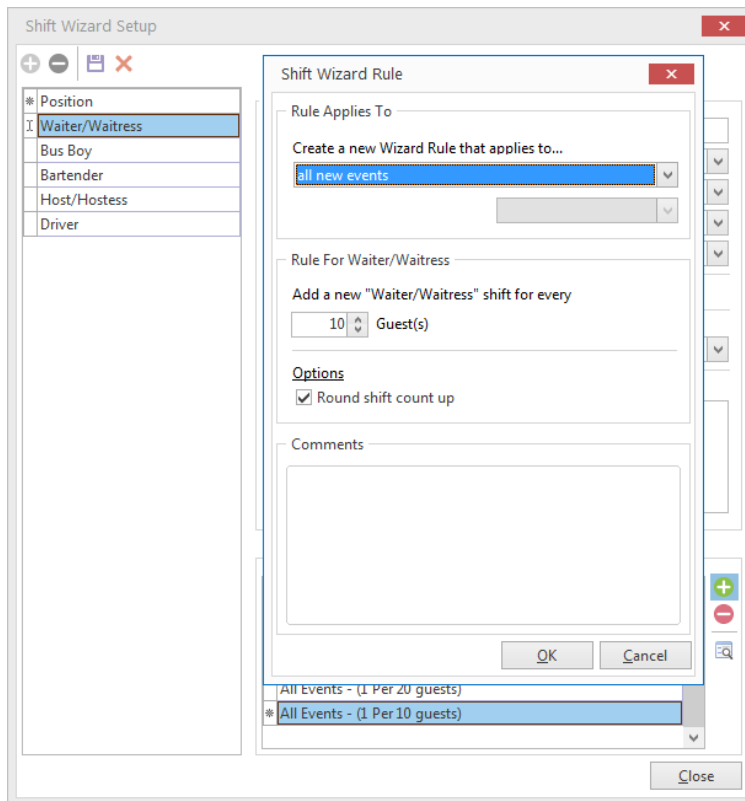 Shift Wizard Setup
Position
Waiter/Waitress
Bus Boy
Bartender
Host/Hostess
Driver
Shift Wizard Rule
Rule Applies To
Create a new Wizard Rule that applies to...
all new events
Rule For Waiter/Waitress
Add a new "Waiter/Waitress" shift for every
10 Guest(s)
Options
Round shift count up
Comments
OK Cancel
All Events - (1 Per 20 guests)
All Events - (1 Per 10 guests)
Close